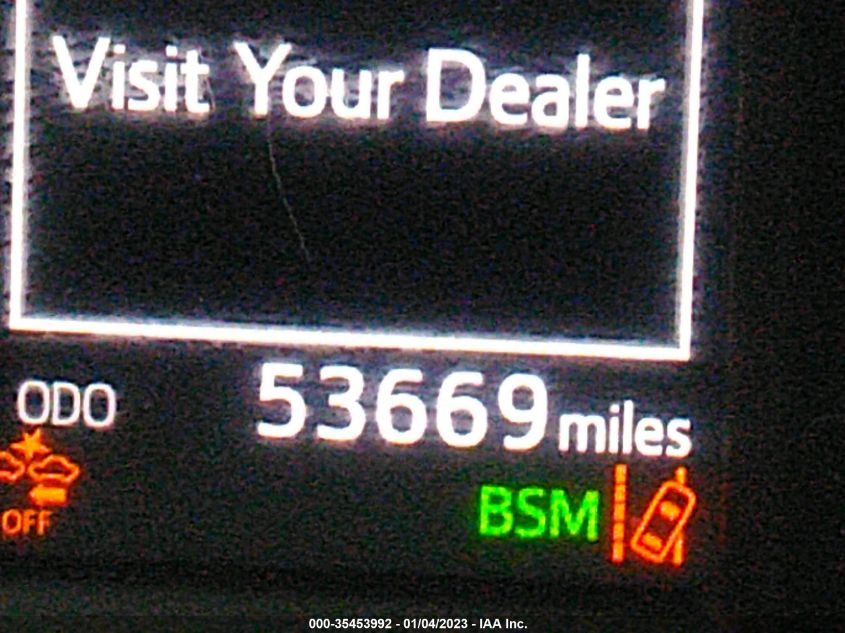 Visit Your Dealer
ODO 53669 miles
OFF BSM
000-35453992 - 01/04/2023 - IAA Inc.